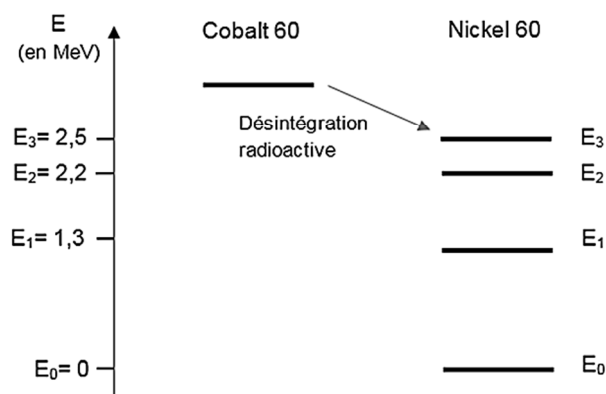 E
(en MeV)
Cobalt 60
Nickel 60
Désintégration
radioactive
E₃= 2,5
E₃
E₂= 2,2
E₂
E₁= 1,3
E₁
E₀= 0
E₀